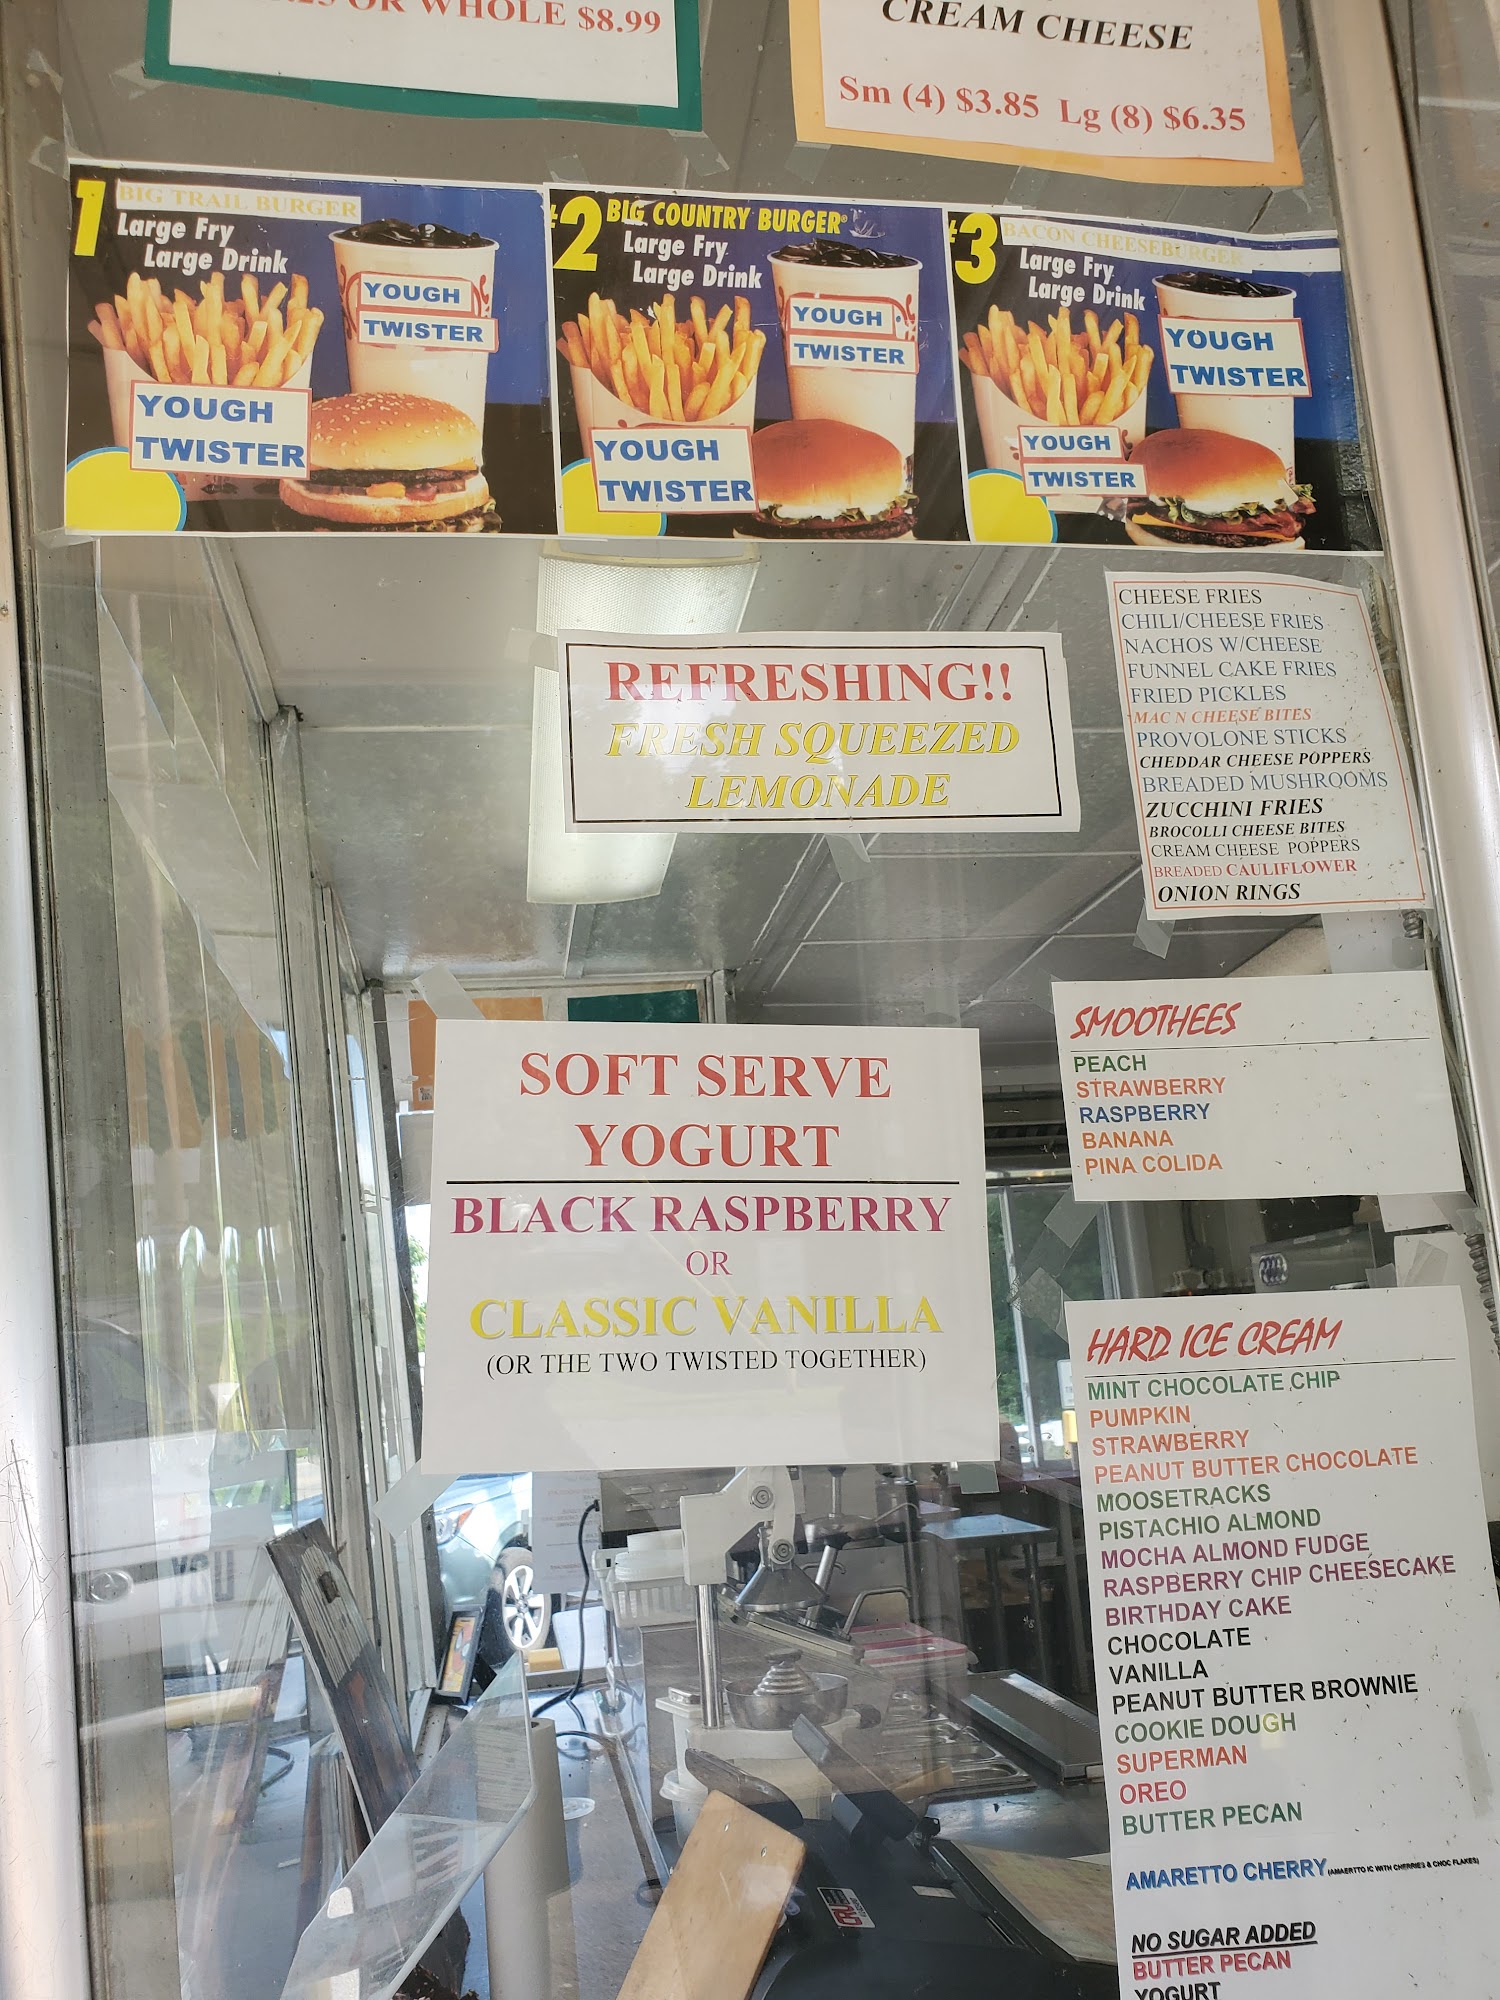 OR WHOLE $8.99
CREAM CHEESE
Sm (4) $3.85 Lg (8) $6.35
1 BIG TRAIL BURGER
Large Fry
Large Drink
YOUGH
TWISTER
YOUGH
TWISTER
#2 BIG COUNTRY BURGER®
Large Fry
Large Drink
YOUGH
TWISTER
YOUGH
TWISTER
#3 BACON CHEESEBURGER
Large Fry
Large Drink
YOUGH
TWISTER
YOUGH
TWISTER
CHEESE FRIES
CHILI/CHEESE FRIES
NACHOS W/CHEESE
FUNNEL CAKE FRIES
FRIED PICKLES
MAC N CHEESE BITES
PROVOLONE STICKS
CHEDDAR CHEESE POPPERS
BREADED MUSHROOMS
ZUCCHINI FRIES
BROCOLLI CHEESE BITES
CREAM CHEESE POPPERS
BREADED CAULIFLOWER
ONION RINGS
REFRESHING!!
FRESH SQUEEZED
LEMONADE
SMOOTHEES
PEACH
STRAWBERRY
RASPBERRY
BANANA
PINA COLIDA
SOFT SERVE
YOGURT
BLACK RASPBERRY
OR
CLASSIC VANILLA
(OR THE TWO TWISTED TOGETHER)
HARD ICE CREAM
MINT CHOCOLATE CHIP
PUMPKIN
STRAWBERRY
PEANUT BUTTER CHOCOLATE
MOOSETRACKS
PISTACHIO ALMOND
MOCHA ALMOND FUDGE
RASPBERRY CHIP CHEESECAKE
BIRTHDAY CAKE
CHOCOLATE
VANILLA
PEANUT BUTTER BROWNIE
COOKIE DOUGH
SUPERMAN
OREO
BUTTER PECAN
AMARETTO CHERRY (AMAERTTO IC WITH CHERRIES & CHOC FLAKES)
NO SUGAR ADDED
BUTTER PECAN
YOGURT